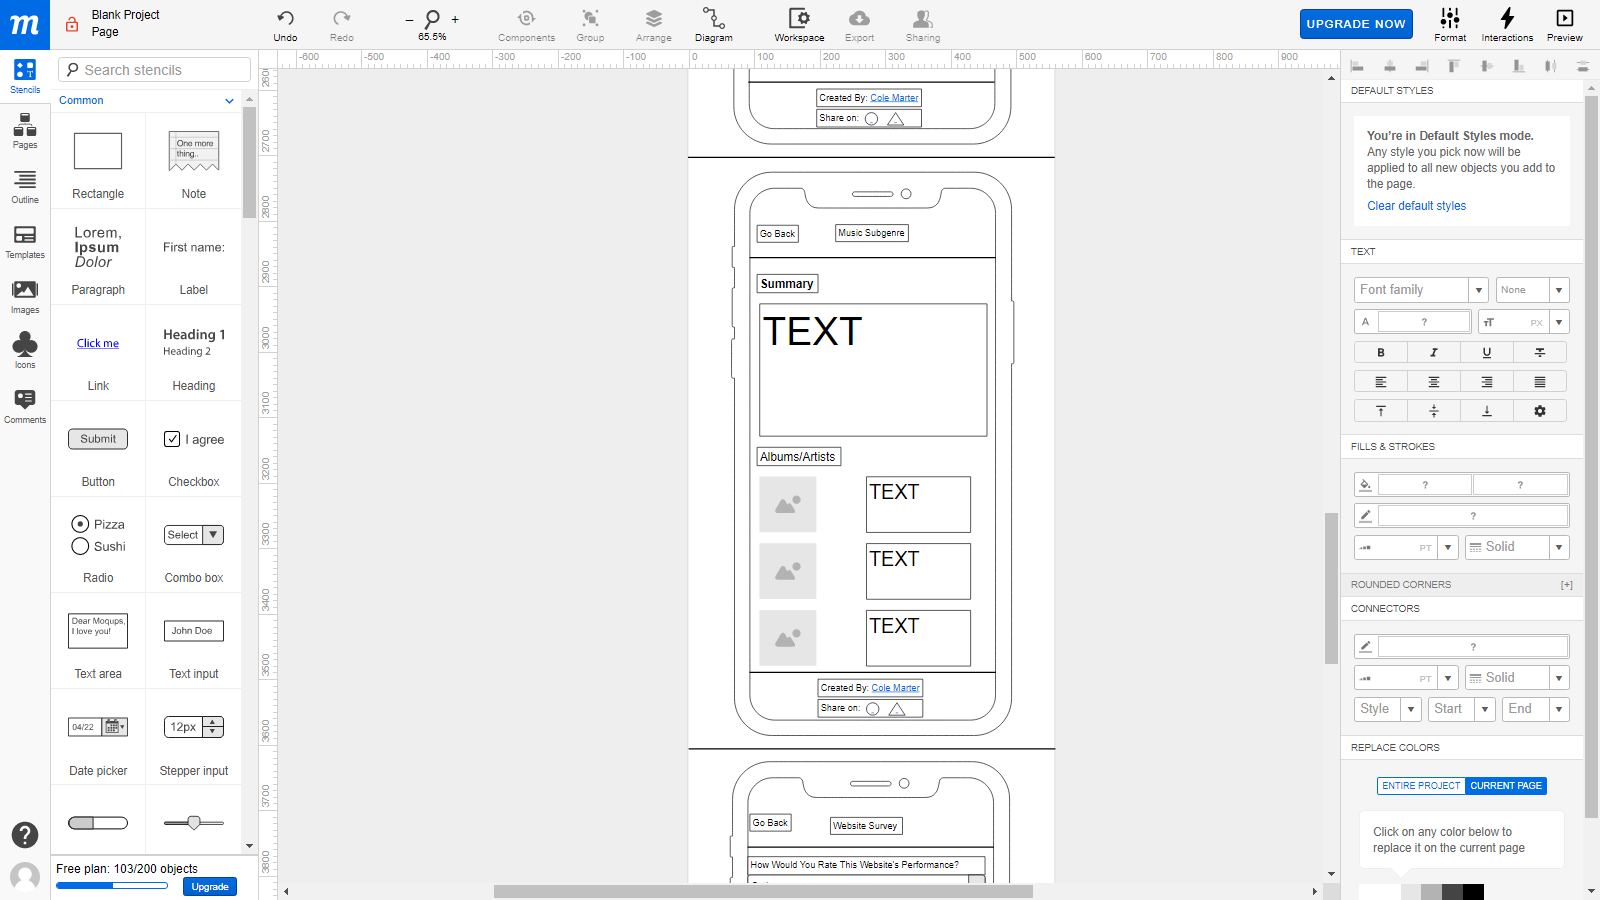 m
Blank Project
Page
Undo
Redo
65.5%
Components
Group
Arrange
Diagram
Workspace
Export
Sharing
UPGRADE NOW
Format
Interactions
Preview
Stencils
Pages
Outline
Templates
Images
Icons
Comments
Search stencils
Common
Rectangle
One more
thing..
Note
Lorem,
Ipsum
Dolor
Paragraph
First name:
Label
Click me
Link
Heading 1
Heading 2
Heading
Submit
Button
I agree
Checkbox
Pizza
Sushi
Radio
Select
Combo box
Dear Moqups,
I love you!
Text area
John Doe
Text input
04/22
Date picker
12px
Stepper input
Free plan: 103/200 objects
Upgrade
-600 -500 -400 -300 -200 -100 0 100 200 300 400 500 600 700 800 900
2700
2800
2900
3000
3100
3200
3300
3400
3500
3600
3700
3800
Created By: Cole Marter
Share on:
Go Back
Music Subgenre
Summary
TEXT
Albums/Artists
TEXT
TEXT
TEXT
Created By: Cole Marter
Share on:
Go Back
Website Survey
How Would You Rate This Website's Performance?
DEFAULT STYLES
You're in Default Styles mode.
Any style you pick now will be
applied to all new objects you add to
the page.
Clear default styles
TEXT
Font family
None
A ?
TT PX
B I U
FILLS & STROKES
? ?
?
PT Solid
ROUNDED CORNERS [+]
CONNECTORS
?
PT Solid
Style Start End
REPLACE COLORS
ENTIRE PROJECT CURRENT PAGE
Click on any color below to
replace it on the current page